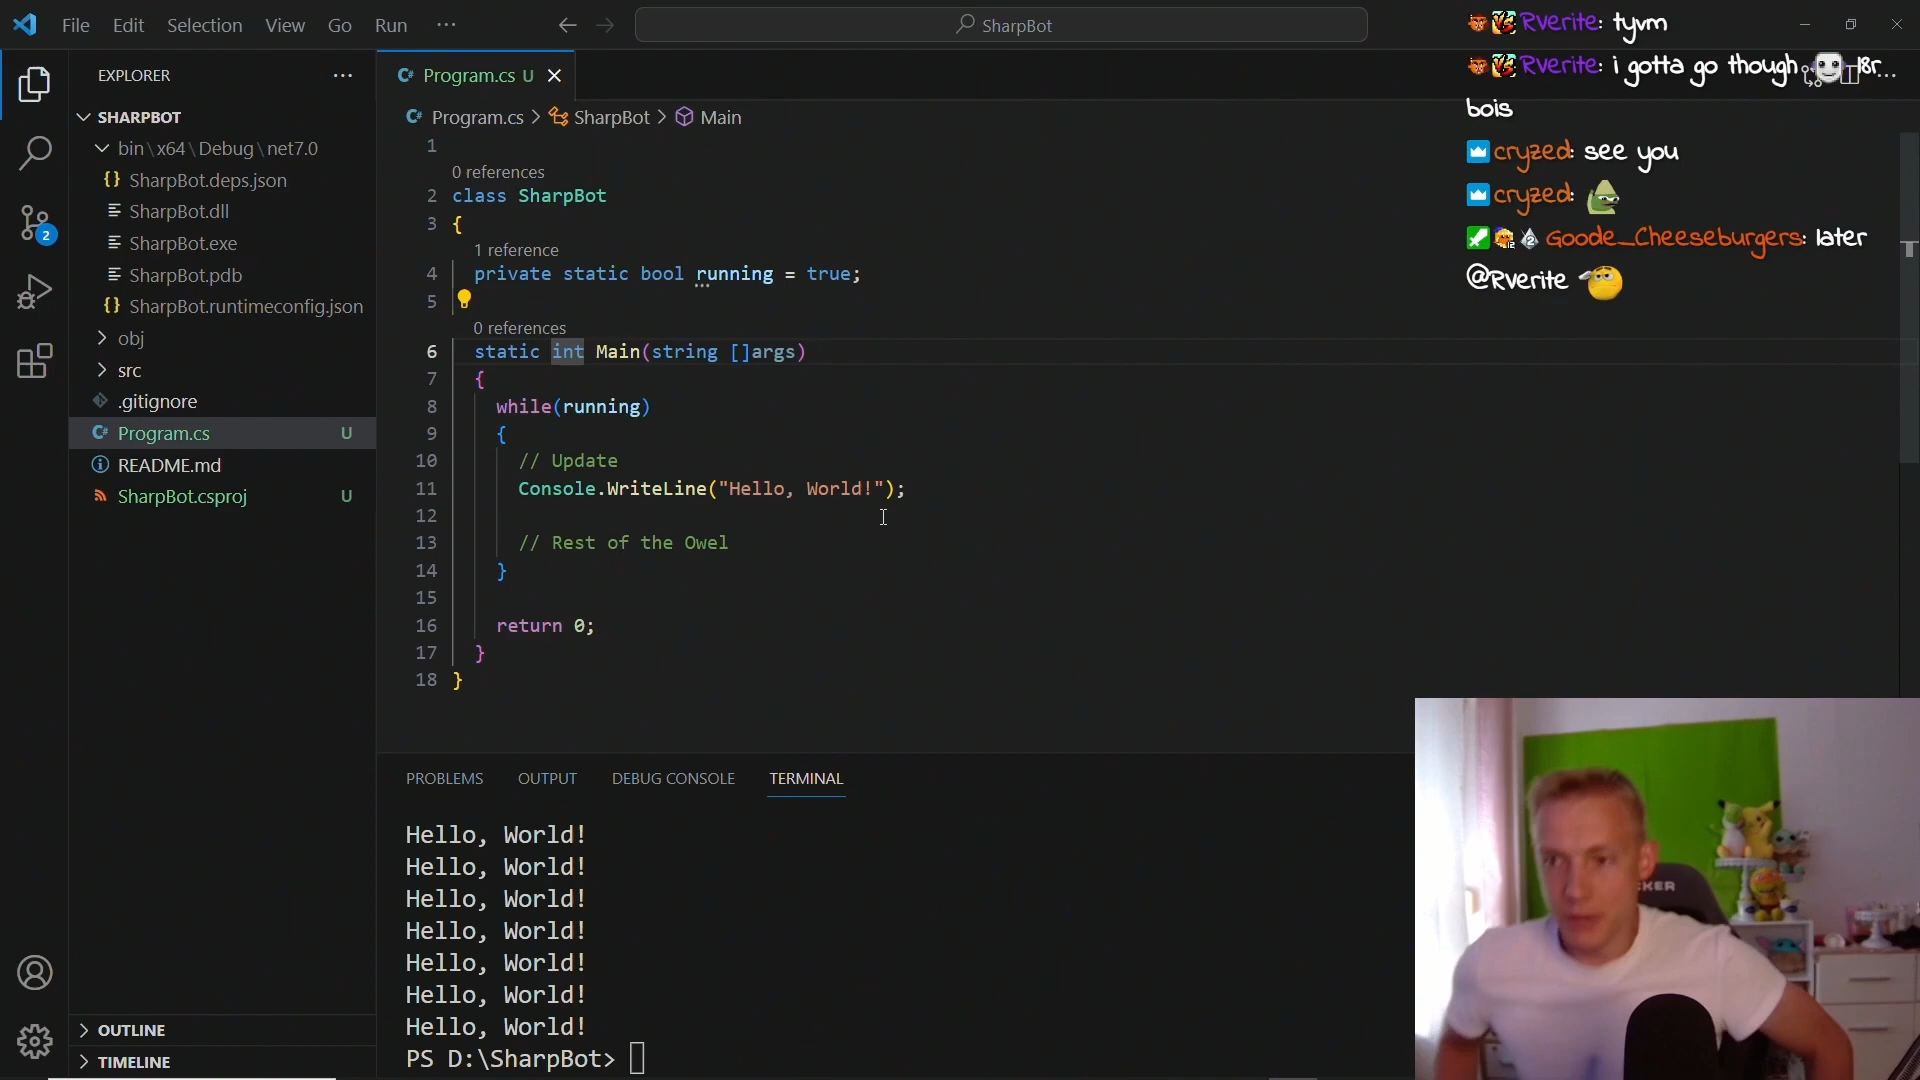 File Edit Selection View Go Run ···
SharpBot
EXPLORER
SHARPBOT
bin\x64\Debug\net7.0
{} SharpBot.deps.json
SharpBot.dll
SharpBot.exe
SharpBot.pdb
{} SharpBot.runtimeconfig.json
obj
src
.gitignore
C# Program.cs U
README.md
SharpBot.csproj U
OUTLINE
TIMELINE
2
C# Program.cs U
C# Program.cs > SharpBot > Main
1
0 references
2 class SharpBot
3 {
1 reference
4 private static bool running = true;
5
0 references
6 static int Main(string []args)
7 {
8 while(running)
9 {
10 // Update
11 Console.WriteLine("Hello, World!");
12
13 // Rest of the Owel
14 }
15
16 return 0;
17 }
18 }
PROBLEMS OUTPUT DEBUG CONSOLE TERMINAL
Hello, World!
Hello, World!
Hello, World!
Hello, World!
Hello, World!
Hello, World!
Hello, World!
PS D:\SharpBot>
Rverite: tyvm
Rverite: i gotta go though l8r
bois
cryzed: see you
cryzed:
Goode_Cheeseburgers: later
@Rverite